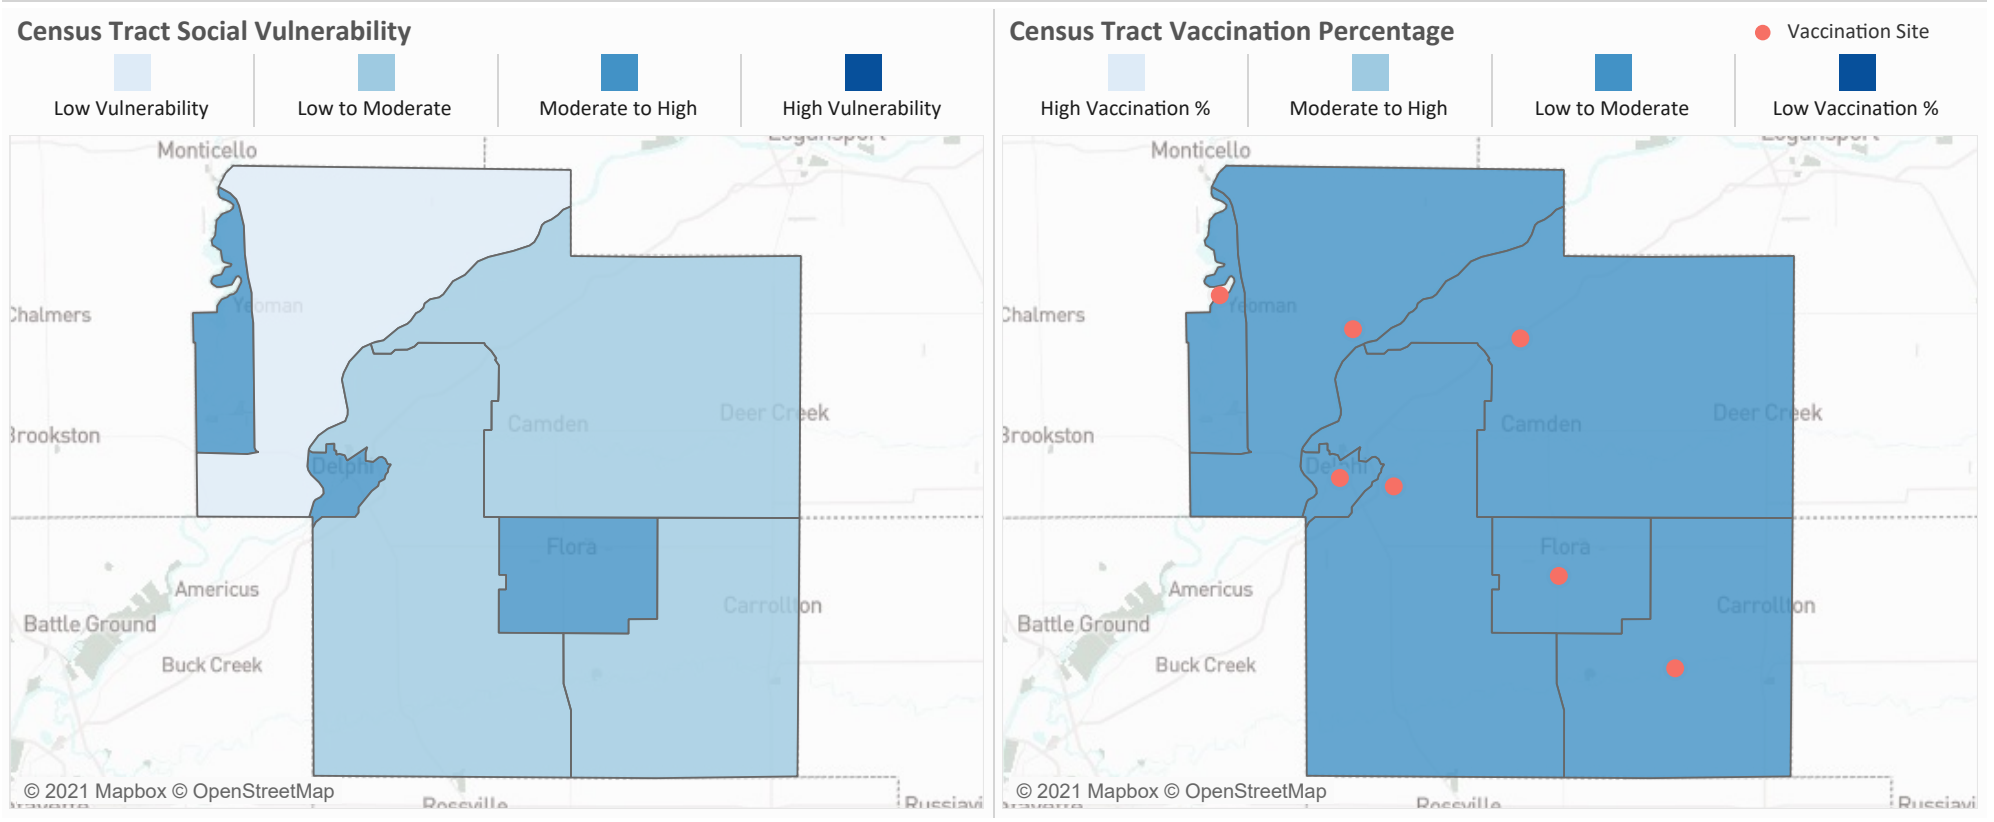 Census Tract Social Vulnerability
Low Vulnerability
Low to Moderate
Moderate to High
High Vulnerability
Monticello
Yeoman
Chalmers
Camden
Deer Creek
Brookston
Delphi
Flora
Americus
Carrollton
Battle Ground
Buck Creek
© 2021 Mapbox © OpenStreetMap
Rossville
Census Tract Vaccination Percentage
Vaccination Site
High Vaccination %
Moderate to High
Low to Moderate
Low Vaccination %
Monticello
Yeoman
Chalmers
Camden
Deer Creek
Brookston
Delphi
Flora
Americus
Carrollton
Battle Ground
Buck Creek
© 2021 Mapbox © OpenStreetMap
Rossville